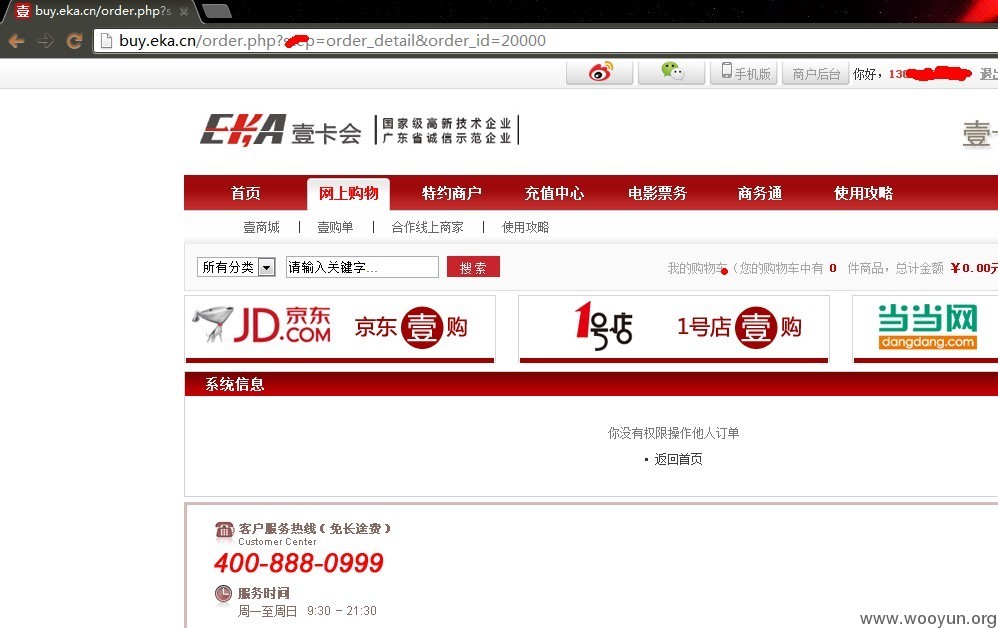 buy.eka.cn/order.php?s
buy.eka.cn/order.php?step=order_detail&order_id=20000
手机版 商户后台 你好，138 退出
EKA 壹卡会 国家级高新技术企业
广东省诚信示范企业
壹卡
首页 网上购物 特约商户 充值中心 电影票务 商务通 使用攻略
壹商城 | 壹购单 | 合作线上商家 | 使用攻略
所有分类 请输入关键字... 搜索 我的购物车（您的购物车中有 0 件商品，总计金额 ￥0.00元
JD.COM 京东 京东壹购 1号店 1号店壹购 当当网
dangdang.com
系统信息
你没有权限操作他人订单
• 返回首页
客户服务热线（免长途费）
Customer Center
400-888-0999
服务时间
周一至周日 9:30 - 21:30
www.wooyun.org